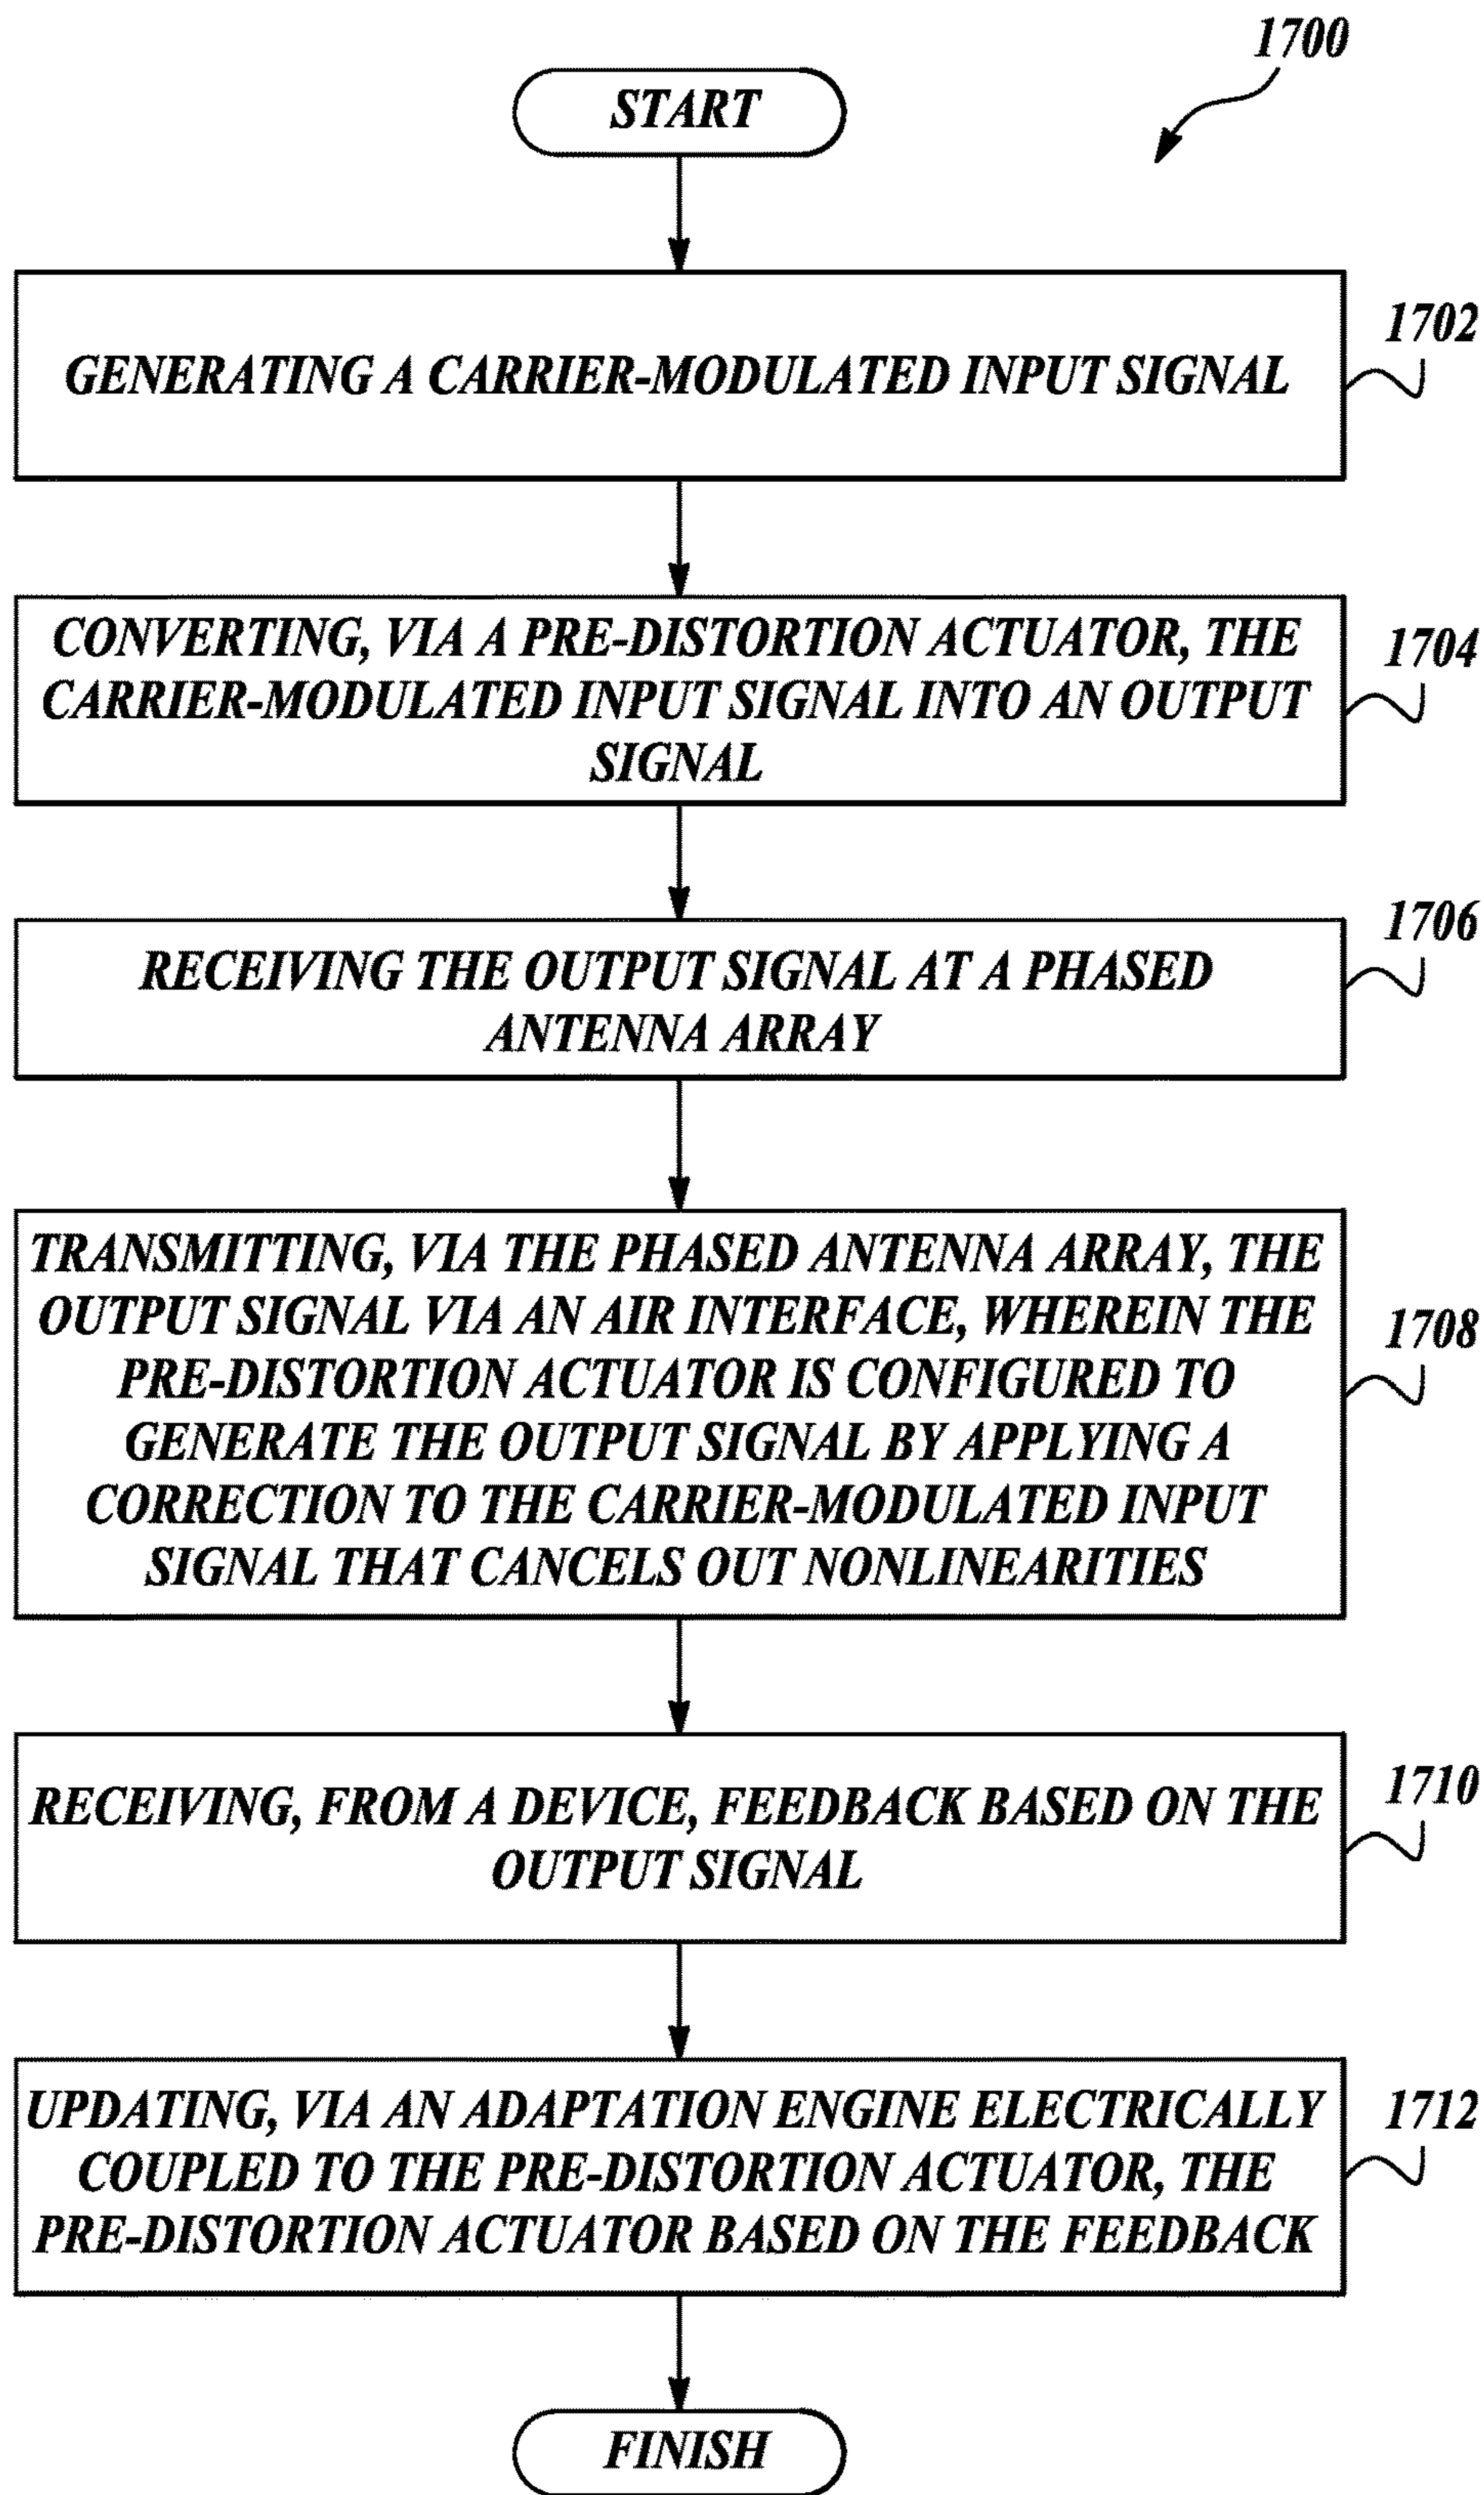 1700
START
1702
GENERATING A CARRIER-MODULATED INPUT SIGNAL
CONVERTING, VIA A PRE-DISTORTION ACTUATOR, THE
1704
CARRIER-MODULATED INPUT SIGNAL INTO AN OUTPUT
SIGNAL
1706
RECEIVING THE OUTPUT SIGNAL AT A PHASED
ANTENNA ARRAY
TRANSMITTING, VIA THE PHASED ANTENNA ARRAY, THE
OUTPUT SIGNAL VIA AN AIR INTERFACE, WHEREIN THE
1708
PRE-DISTORTION ACTUATOR IS CONFIGURED TO
GENERATE THE OUTPUT SIGNAL BY APPLYING A
CORRECTION TO THE CARRIER-MODULATED INPUT
SIGNAL THAT CANCELS OUT NONLINEARITIES
1710
RECEIVING, FROM A DEVICE, FEEDBACK BASED ON THE
OUTPUT SIGNAL
UPDATING, VIA AN ADAPTATION ENGINE ELECTRICALLY
1712
COUPLED TO THE PRE-DISTORTION ACTUATOR, THE
PRE-DISTORTION ACTUATOR BASED ON THE FEEDBACK
FINISH